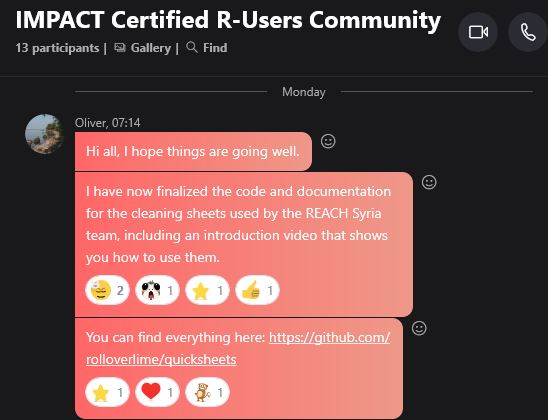 IMPACT Certified R-Users Community
13 participants | Gallery | Find
Monday
Oliver, 07:14
Hi all, I hope things are going well.
I have now finalized the code and documentation
for the cleaning sheets used by the REACH Syria
team, including an introduction video that shows
you how to use them.
2 1 1 1
You can find everything here: https://github.com/
rolloverlime/quicksheets
1 1 1